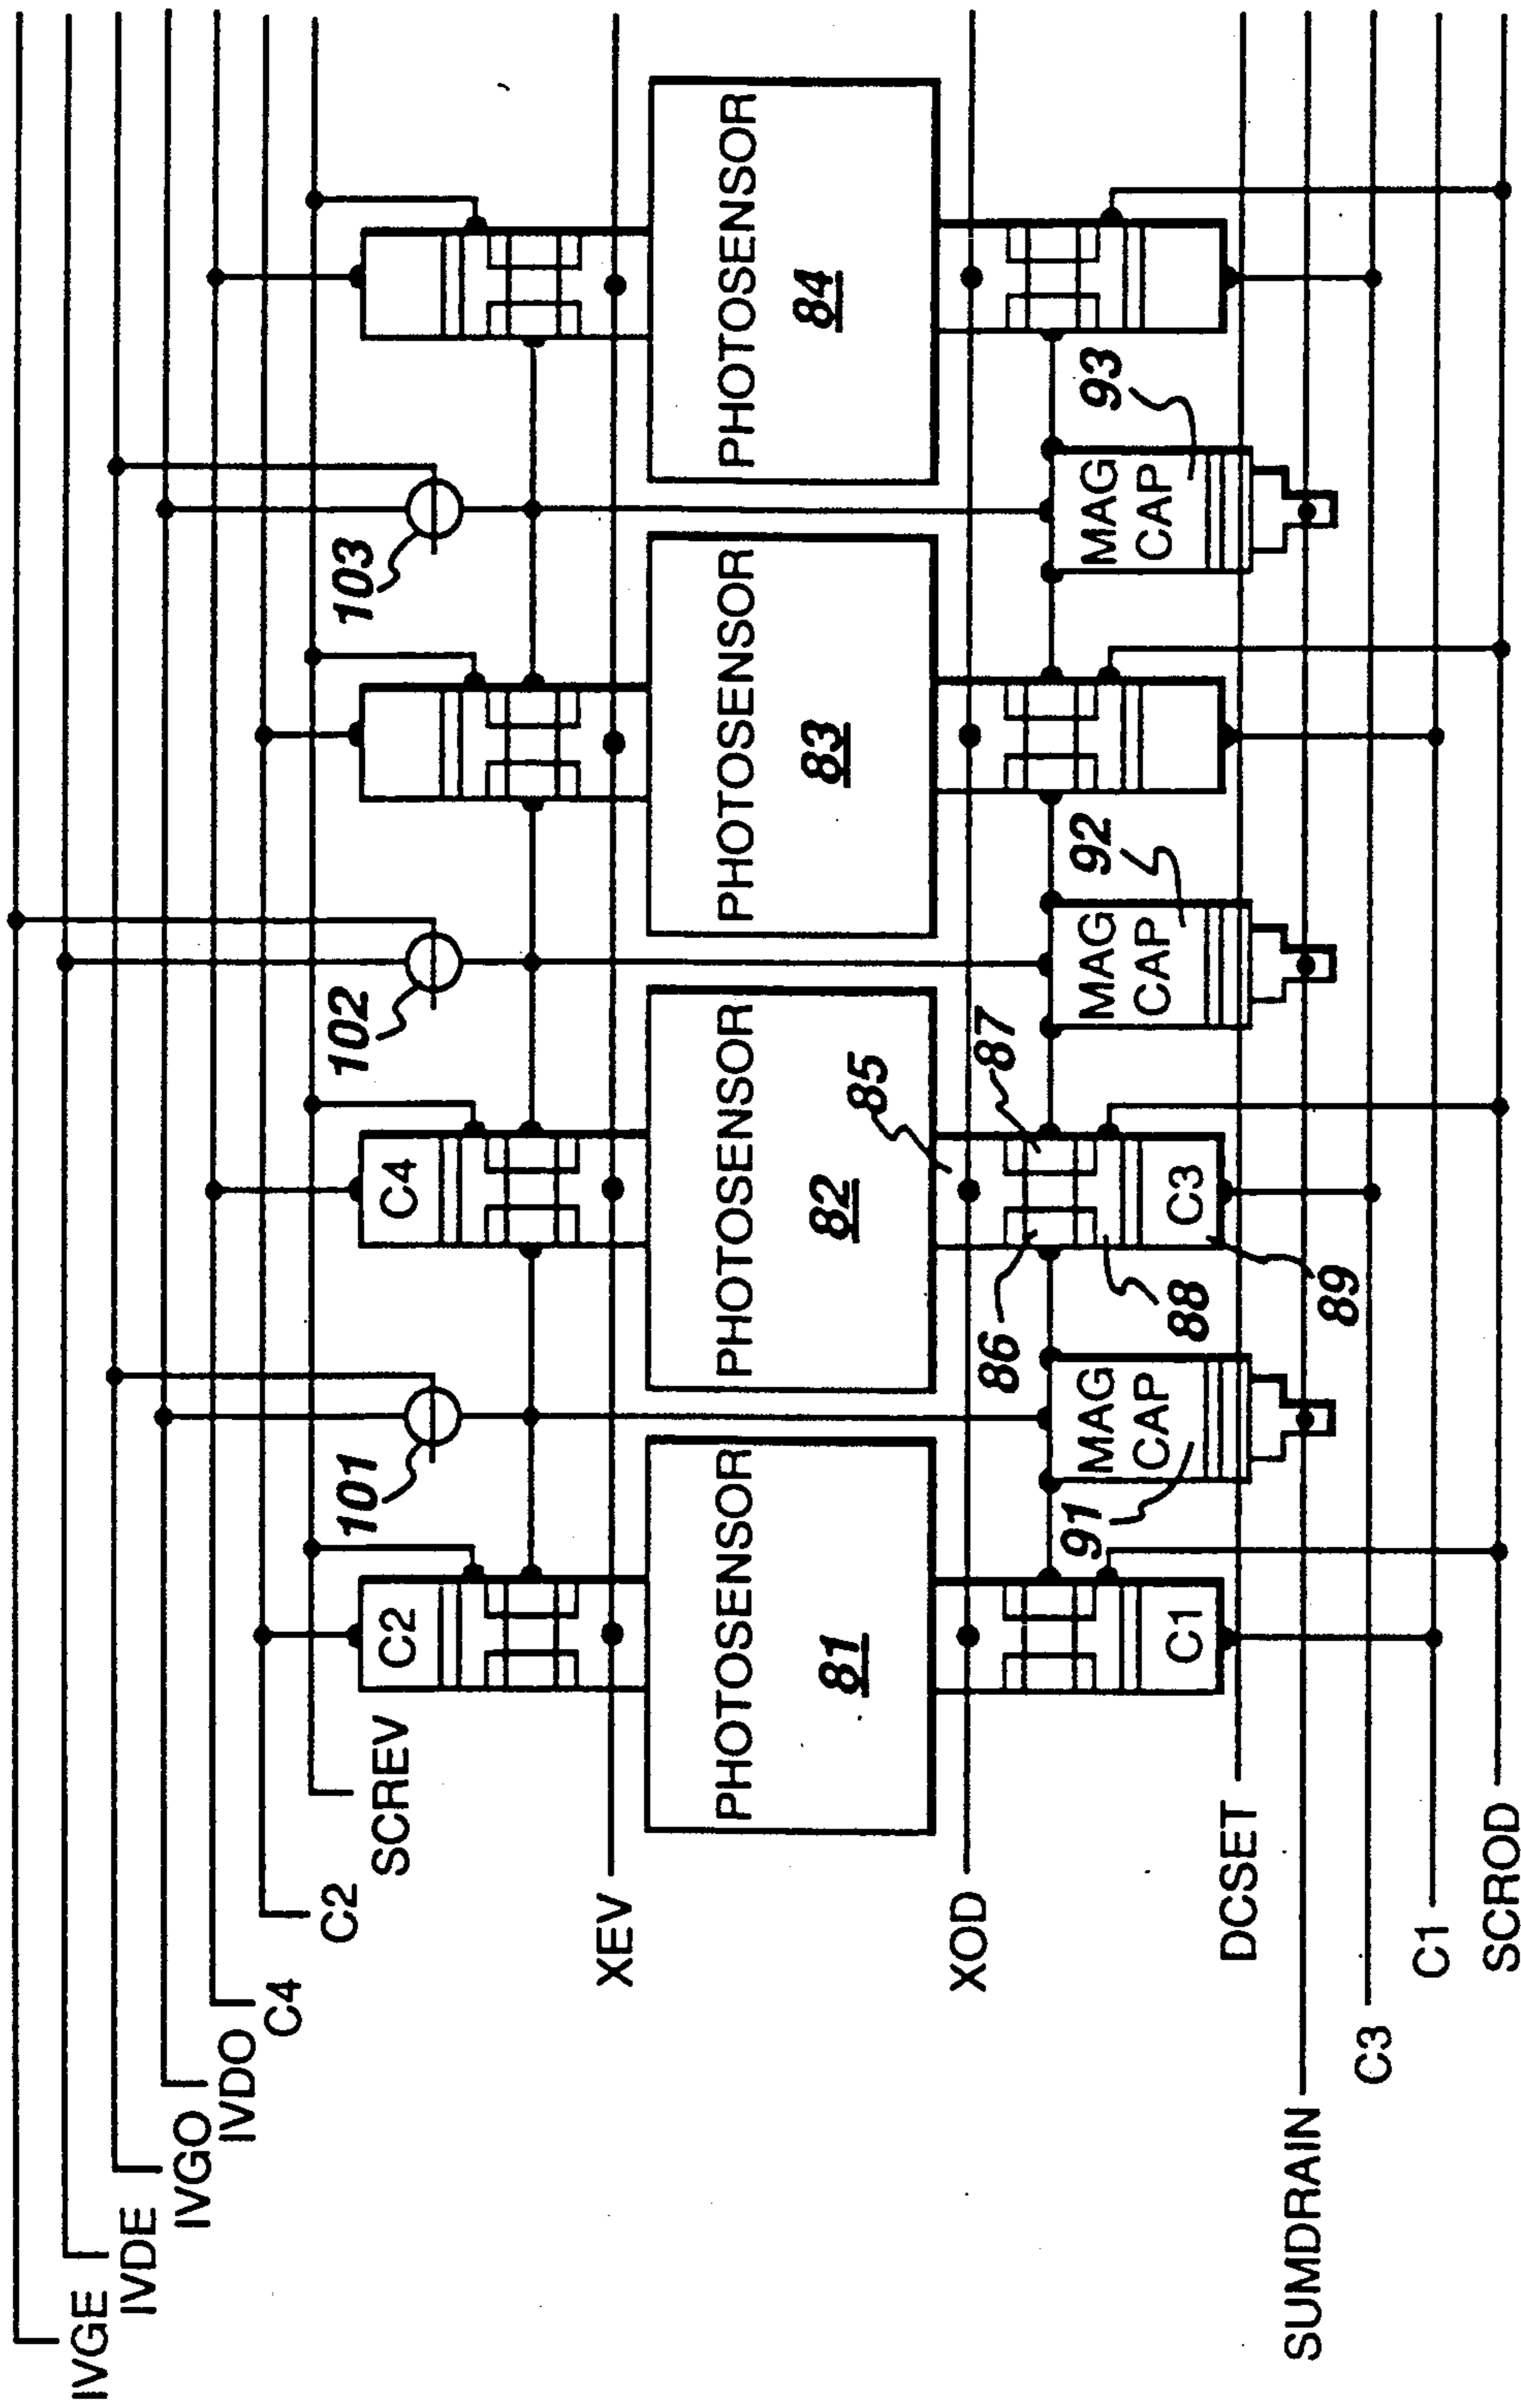 IVGE
IVDE
IVGO
IVDO
C4
C2
101
102
103
SCREV
C2
C4
XEV
PHOTOSENSOR
81
PHOTOSENSOR
82
PHOTOSENSOR
83
PHOTOSENSOR
84
85
XOD
86
87
91
MAG
CAP
92
MAG
CAP
93
MAG
CAP
C1
88
C3
DCSET
SUMDRAIN
89
C3
C1
SCROD